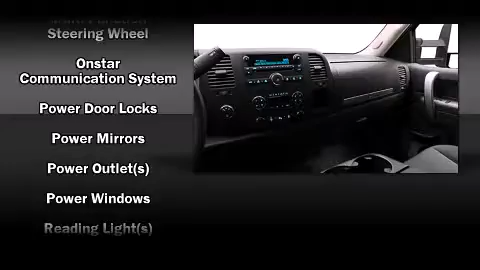 Steering Wheel
Onstar
Communication System
Power Door Locks
Power Mirrors
Power Outlet(s)
Power Windows
Reading Light(s)